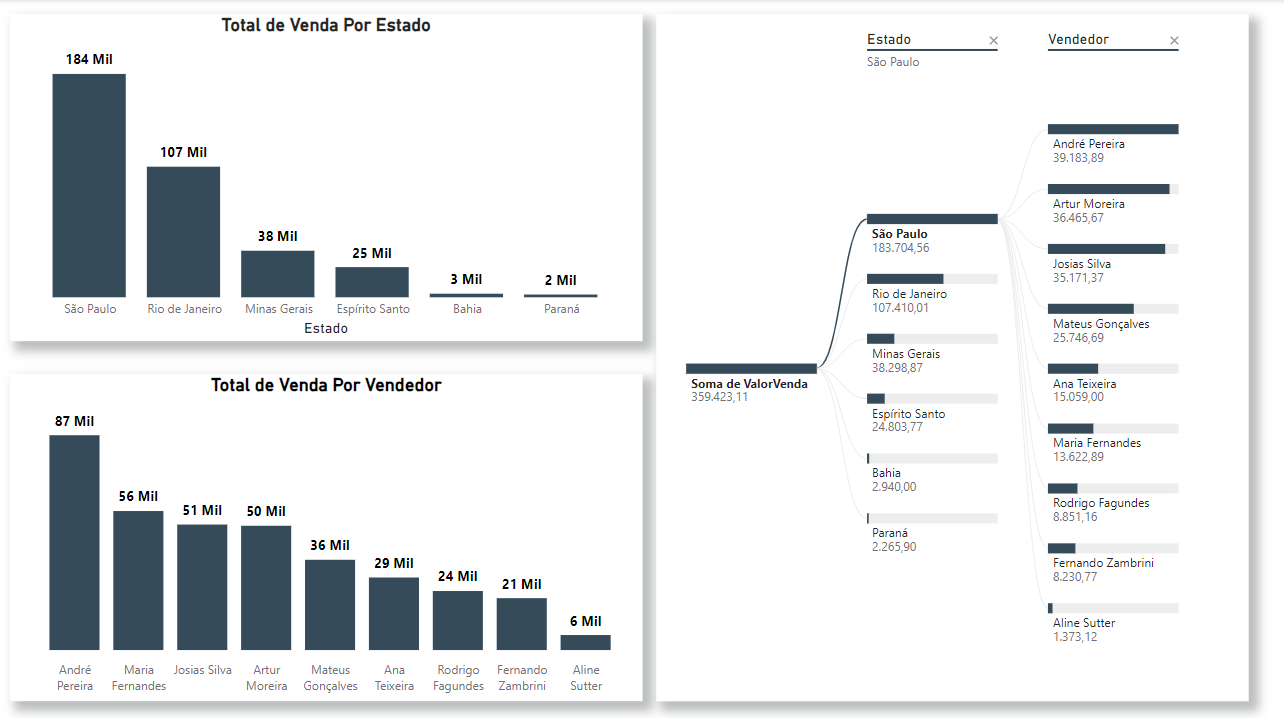 Total de Venda Por Estado
184 Mil
107 Mil
38 Mil
25 Mil
3 Mil
2 Mil
São Paulo
Rio de Janeiro
Minas Gerais
Espírito Santo
Bahia
Paraná
Estado
Total de Venda Por Vendedor
87 Mil
56 Mil
51 Mil
50 Mil
36 Mil
29 Mil
24 Mil
21 Mil
6 Mil
André
Pereira
Maria
Fernandes
Josias Silva
Artur
Moreira
Mateus
Gonçalves
Ana
Teixeira
Rodrigo
Fagundes
Fernando
Zambrini
Aline
Sutter
Soma de ValorVenda
359.423,11
Estado
São Paulo
São Paulo
183.704,56
Rio de Janeiro
107.410,01
Minas Gerais
38.298,87
Espírito Santo
24.803,77
Bahia
2.940,00
Paraná
2.265,90
Vendedor
André Pereira
39.183,89
Artur Moreira
36.465,67
Josias Silva
35.171,37
Mateus Gonçalves
25.746,69
Ana Teixeira
15.059,00
Maria Fernandes
13.622,89
Rodrigo Fagundes
8.851,16
Fernando Zambrini
8.230,77
Aline Sutter
1.373,12